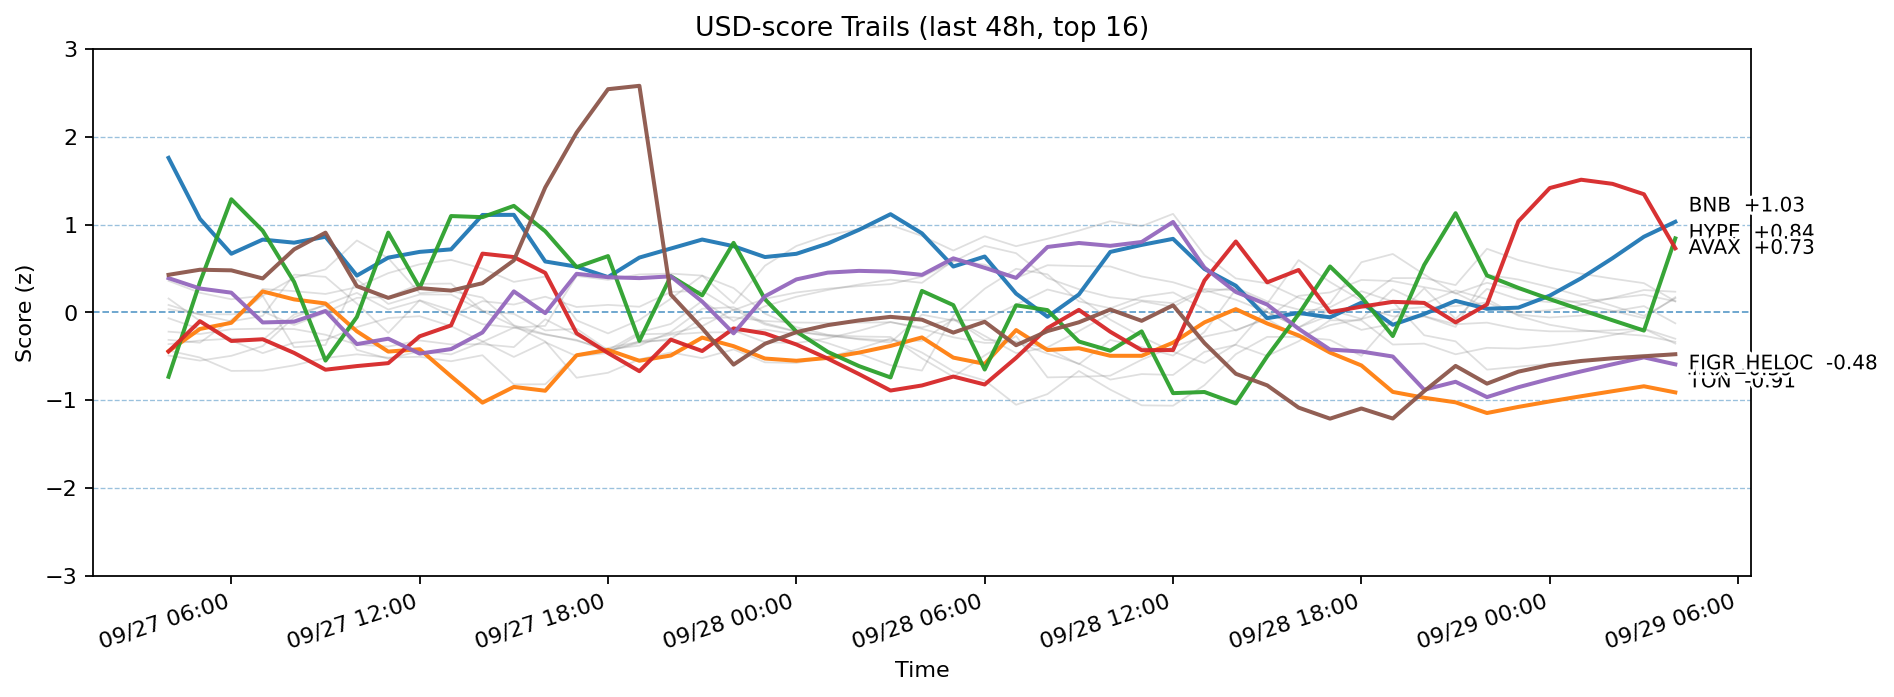 USD-score Trails (last 48h, top 16)
Score (z)
3
2
1
0
−1
−2
−3
BNB +1.03
HYPE +0.84
AVAX +0.73
FIGR_HELOC -0.48
TON -0.91
09/27 06:00
09/27 12:00
09/27 18:00
09/28 00:00
09/28 06:00
09/28 12:00
09/28 18:00
09/29 00:00
09/29 06:00
Time